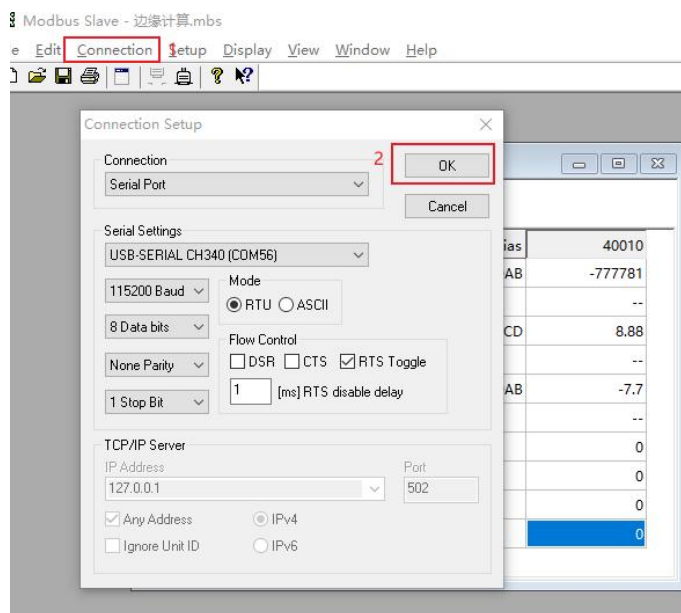 Modbus Slave - 边缘计算.mbs
e Edit Connection 1 Setup Display View Window Help
Connection Setup
Connection
2
OK
Serial Port
Cancel
Serial Settings
USB-SERIAL CH340 (COM56)
ias 40010
AB -777781
115200 Baud
Mode
RTU ASCII
--
8 Data bits
Flow Control
CD 8.88
None Parity
DSR CTS RTS Toggle
--
1 [ms] RTS disable delay
AB -7.7
1 Stop Bit
--
TCP/IP Server
0
IP Address Port
127.0.0.1 502
0
Any Address IPv4
0
Ignore Unit ID IPv6
0